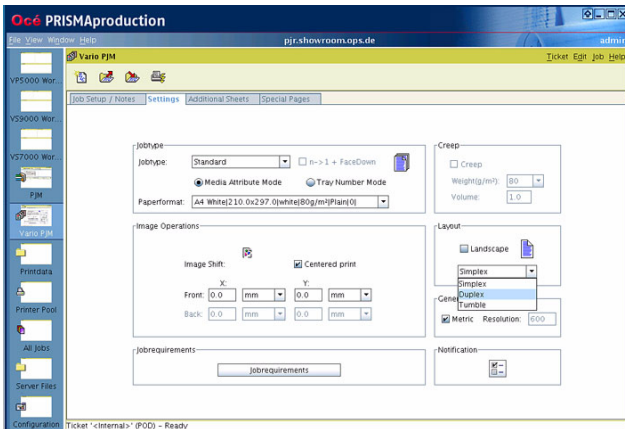 Océ PRISMAproduction
File View Window Help
pjr.showroom.ops.de
admin
Vario PJM
Ticket Edit Job Help
VP5000 Wor...
VS9000 Wor...
VS7000 Wor...
PJM
Vario PJM
Printdata
Printer Pool
All Jobs
Server Files
Configuration
Job Setup / Notes Settings Additional Sheets Special Pages
Jobtype
Jobtype: Standard n->1 + FaceDown
Media Attribute Mode Tray Number Mode
Paperformat: A4 White|210.0x297.0|white|80g/m²|Plain|0|
Creep
Creep
Weight(g/m²): 80
Volume: 1.0
Image Operations
Image Shift: Centered print
X: Y:
Front: 0.0 mm 0.0 mm
Back: 0.0 mm 0.0 mm
Layout
Landscape
Simplex
Simplex
Duplex
Tumble
Metric Resolution: 600
Jobrequirements
Jobrequirements
Notification
Ticket '<Internal>' (POD) - Ready